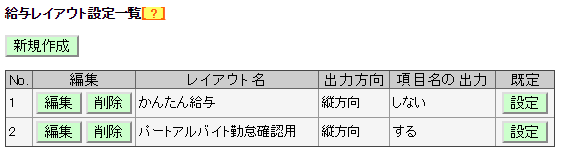 給与レイアウト設定一覧[?]
新規作成
No. 編集 レイアウト名 出力方向 項目名の出力 既定
1 編集 削除 かんたん給与 縦方向 しない 設定
2 編集 削除 パートアルバイト勤怠確認用 縦方向 する 設定